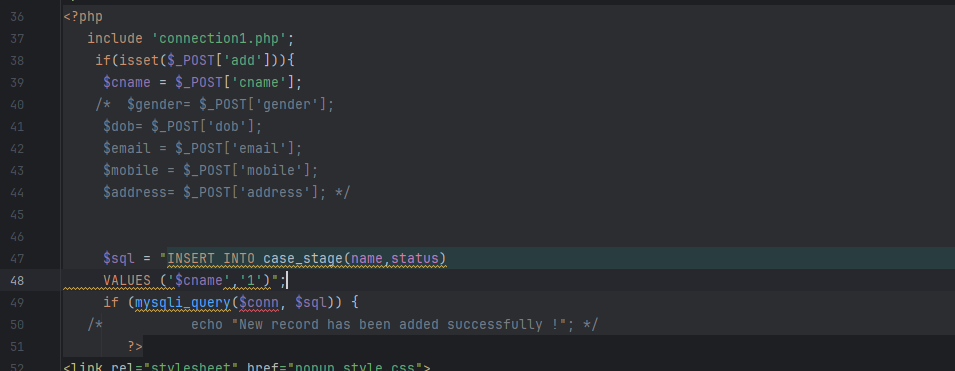 36 <?php
37 include 'connection1.php';
38 if(isset($_POST['add'])){
39 $cname = $_POST['cname'];
40 /* $gender= $_POST['gender'];
41 $dob= $_POST['dob'];
42 $email = $_POST['email'];
43 $mobile = $_POST['mobile'];
44 $address= $_POST['address']; */
45
46
47 $sql = "INSERT INTO case_stage(name,status)
48 VALUES ('$cname','1')";
49 if (mysqli_query($conn, $sql)) {
50 /* echo "New record has been added successfully !"; */
51 ?>
52 <link rel="stylesheet" href="popup_style.css">